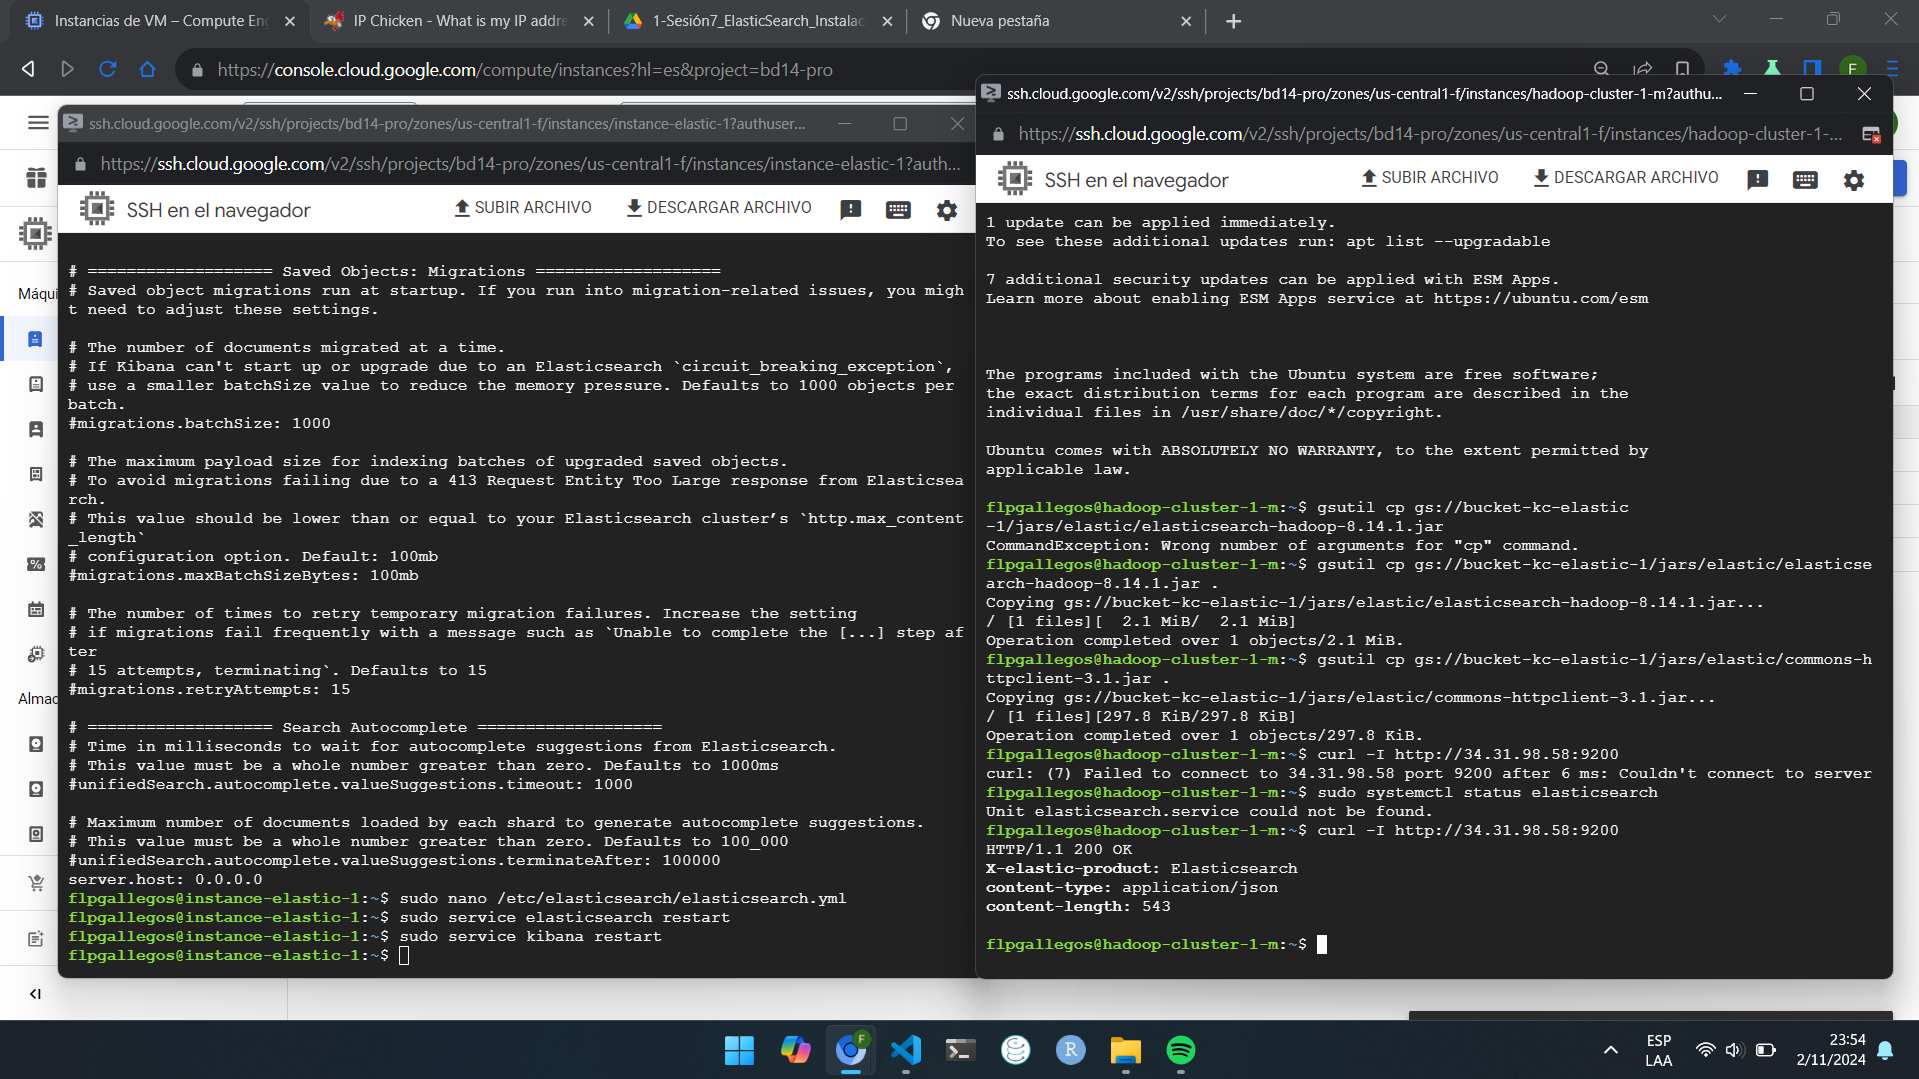 Instancias de VM – Compute Eng
IP Chicken - What is my IP addre
1-Sesión7_ElasticSearch_Instalac
Nueva pestaña
https://console.cloud.google.com/compute/instances?hl=es&project=bd14-pro
F
Máqui
Almac
ssh.cloud.google.com/v2/ssh/projects/bd14-pro/zones/us-central1-f/instances/instance-elastic-1?authuser...
https://ssh.cloud.google.com/v2/ssh/projects/bd14-pro/zones/us-central1-f/instances/instance-elastic-1?auth...
SSH en el navegador
SUBIR ARCHIVO
DESCARGAR ARCHIVO
# =================== Saved Objects: Migrations ===================
# Saved object migrations run at startup. If you run into migration-related issues, you migh
t need to adjust these settings.
# The number of documents migrated at a time.
# If Kibana can't start up or upgrade due to an Elasticsearch `circuit_breaking_exception`,
# use a smaller batchSize value to reduce the memory pressure. Defaults to 1000 objects per
batch.
#migrations.batchSize: 1000
# The maximum payload size for indexing batches of upgraded saved objects.
# To avoid migrations failing due to a 413 Request Entity Too Large response from Elasticsea
rch.
# This value should be lower than or equal to your Elasticsearch cluster’s `http.max_content
_length`
# configuration option. Default: 100mb
#migrations.maxBatchSizeBytes: 100mb
# The number of times to retry temporary migration failures. Increase the setting
# if migrations fail frequently with a message such as `Unable to complete the [...] step af
ter
# 15 attempts, terminating`. Defaults to 15
#migrations.retryAttempts: 15
# =================== Search Autocomplete ===================
# Time in milliseconds to wait for autocomplete suggestions from Elasticsearch.
# This value must be a whole number greater than zero. Defaults to 1000ms
#unifiedSearch.autocomplete.valueSuggestions.timeout: 1000
# Maximum number of documents loaded by each shard to generate autocomplete suggestions.
# This value must be a whole number greater than zero. Defaults to 100_000
#unifiedSearch.autocomplete.valueSuggestions.terminateAfter: 100000
server.host: 0.0.0.0
flpgallegos@instance-elastic-1:~$ sudo nano /etc/elasticsearch/elasticsearch.yml
flpgallegos@instance-elastic-1:~$ sudo service elasticsearch restart
flpgallegos@instance-elastic-1:~$ sudo service kibana restart
flpgallegos@instance-elastic-1:~$
ssh.cloud.google.com/v2/ssh/projects/bd14-pro/zones/us-central1-f/instances/hadoop-cluster-1-m?authu...
https://ssh.cloud.google.com/v2/ssh/projects/bd14-pro/zones/us-central1-f/instances/hadoop-cluster-1-...
SSH en el navegador
SUBIR ARCHIVO
DESCARGAR ARCHIVO
1 update can be applied immediately.
To see these additional updates run: apt list --upgradable
7 additional security updates can be applied with ESM Apps.
Learn more about enabling ESM Apps service at https://ubuntu.com/esm
The programs included with the Ubuntu system are free software;
the exact distribution terms for each program are described in the
individual files in /usr/share/doc/*/copyright.
Ubuntu comes with ABSOLUTELY NO WARRANTY, to the extent permitted by
applicable law.
flpgallegos@hadoop-cluster-1-m:~$ gsutil cp gs://bucket-kc-elastic
-1/jars/elastic/elasticsearch-hadoop-8.14.1.jar
CommandException: Wrong number of arguments for "cp" command.
flpgallegos@hadoop-cluster-1-m:~$ gsutil cp gs://bucket-kc-elastic-1/jars/elastic/elasticse
arch-hadoop-8.14.1.jar .
Copying gs://bucket-kc-elastic-1/jars/elastic/elasticsearch-hadoop-8.14.1.jar...
/ [1 files][  2.1 MiB/  2.1 MiB]
Operation completed over 1 objects/2.1 MiB.
flpgallegos@hadoop-cluster-1-m:~$ gsutil cp gs://bucket-kc-elastic-1/jars/elastic/commons-h
ttpclient-3.1.jar .
Copying gs://bucket-kc-elastic-1/jars/elastic/commons-httpclient-3.1.jar...
/ [1 files][297.8 KiB/297.8 KiB]
Operation completed over 1 objects/297.8 KiB.
flpgallegos@hadoop-cluster-1-m:~$ curl -I http://34.31.98.58:9200
curl: (7) Failed to connect to 34.31.98.58 port 9200 after 6 ms: Couldn't connect to server
flpgallegos@hadoop-cluster-1-m:~$ sudo systemctl status elasticsearch
Unit elasticsearch.service could not be found.
flpgallegos@hadoop-cluster-1-m:~$ curl -I http://34.31.98.58:9200
HTTP/1.1 200 OK
X-elastic-product: Elasticsearch
content-type: application/json
content-length: 543
flpgallegos@hadoop-cluster-1-m:~$
F
R
ESP
LAA
23:54
2/11/2024